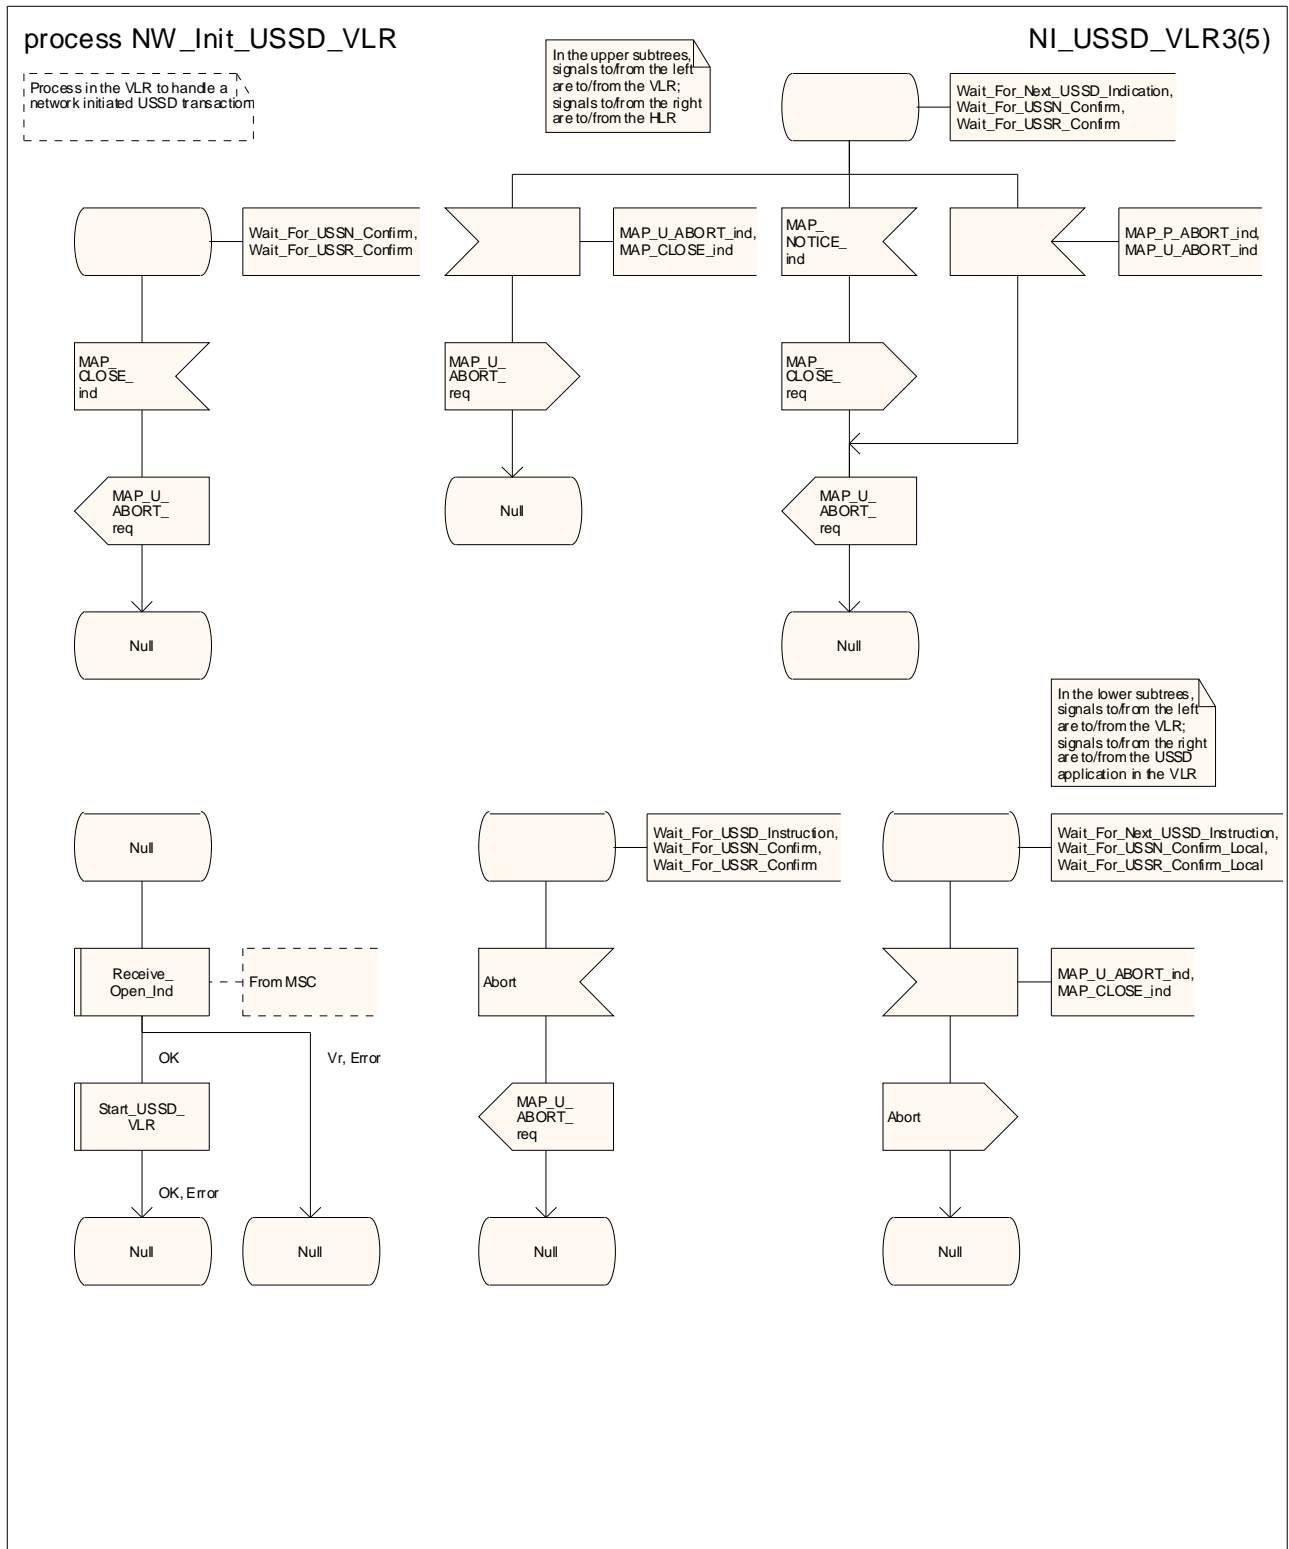 process NW_Init_USSD_VLR
NI_USSD_VLR3(5)
Process in the VLR to handle a
network initiated USSD transaction
In the upper subtrees,
signals to/from the left
are to/from the VLR;
signals to/from the right
are to/from the HLR
Wait_For_Next_USSD_Indication,
Wait_For_USSN_Confirm,
Wait_For_USSR_Confirm
Wait_For_USSN_Confirm,
Wait_For_USSR_Confirm
MAP_U_ABORT_ind,
MAP_CLOSE_ind
MAP_
NOTICE_
ind
MAP_P_ABORT_ind,
MAP_U_ABORT_ind
MAP_
CLOSE_
ind
MAP_U_
ABORT_
req
MAP_
CLOSE_
req
MAP_U_
ABORT_
req
Null
MAP_U_
ABORT_
req
Null
Null
In the lower subtrees,
signals to/from the left
are to/from the VLR;
signals to/from the right
are to/from the USSD
application in the VLR
Null
Wait_For_USSD_Instruction,
Wait_For_USSN_Confirm,
Wait_For_USSR_Confirm
Wait_For_Next_USSD_Instruction,
Wait_For_USSN_Confirm_Local,
Wait_For_USSR_Confirm_Local
Receive_
Open_Ind
From MSC
Abort
MAP_U_ABORT_ind,
MAP_CLOSE_ind
OK
Vr, Error
Start_USSD_
VLR
MAP_U_
ABORT_
req
Abort
OK, Error
Null
Null
Null
Null